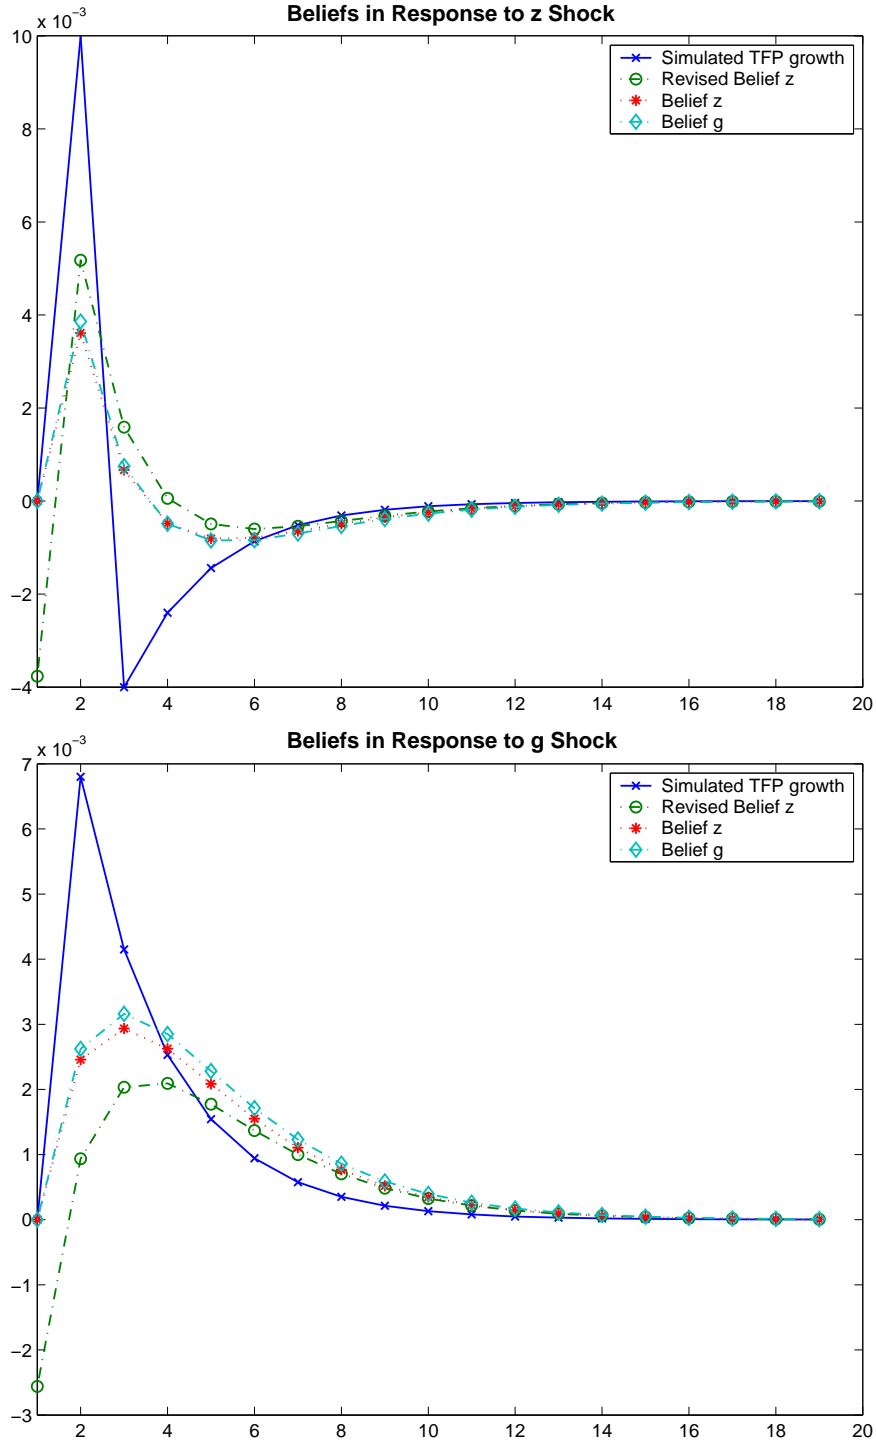 Beliefs in Response to z Shock
x 10−3
10
8
6
4
2
0
−2
−4
2 4 6 8 10 12 14 16 18 20
Simulated TFP growth
Revised Belief z
Belief z
Belief g
Beliefs in Response to g Shock
x 10−3
7
6
5
4
3
2
1
0
−1
−2
−3
2 4 6 8 10 12 14 16 18 20
Simulated TFP growth
Revised Belief z
Belief z
Belief g